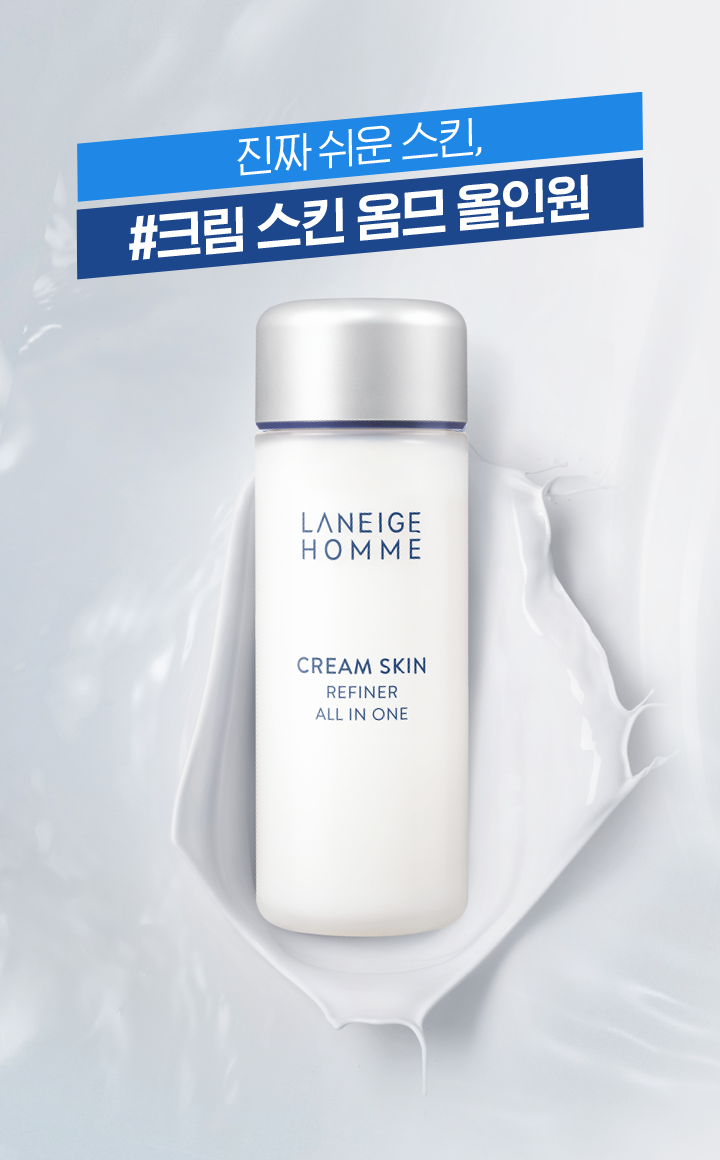 진짜 쉬운 스킨,
#크림 스킨 옴므 올인원
LANEIGE
HOMME
CREAM SKIN
REFINER
ALL IN ONE